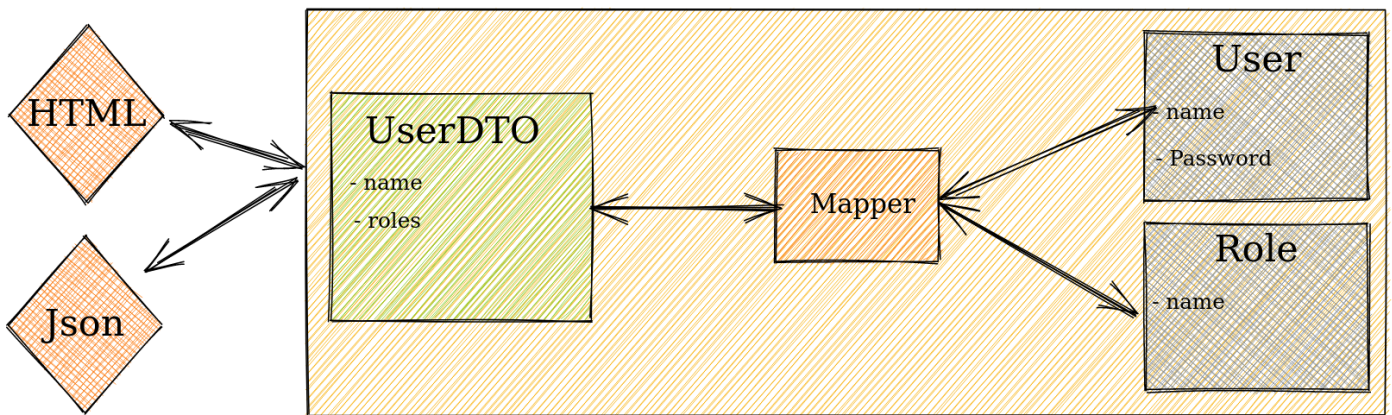 HTML
Json
UserDTO
- name
- roles
Mapper
User
- name
- Password
Role
- name